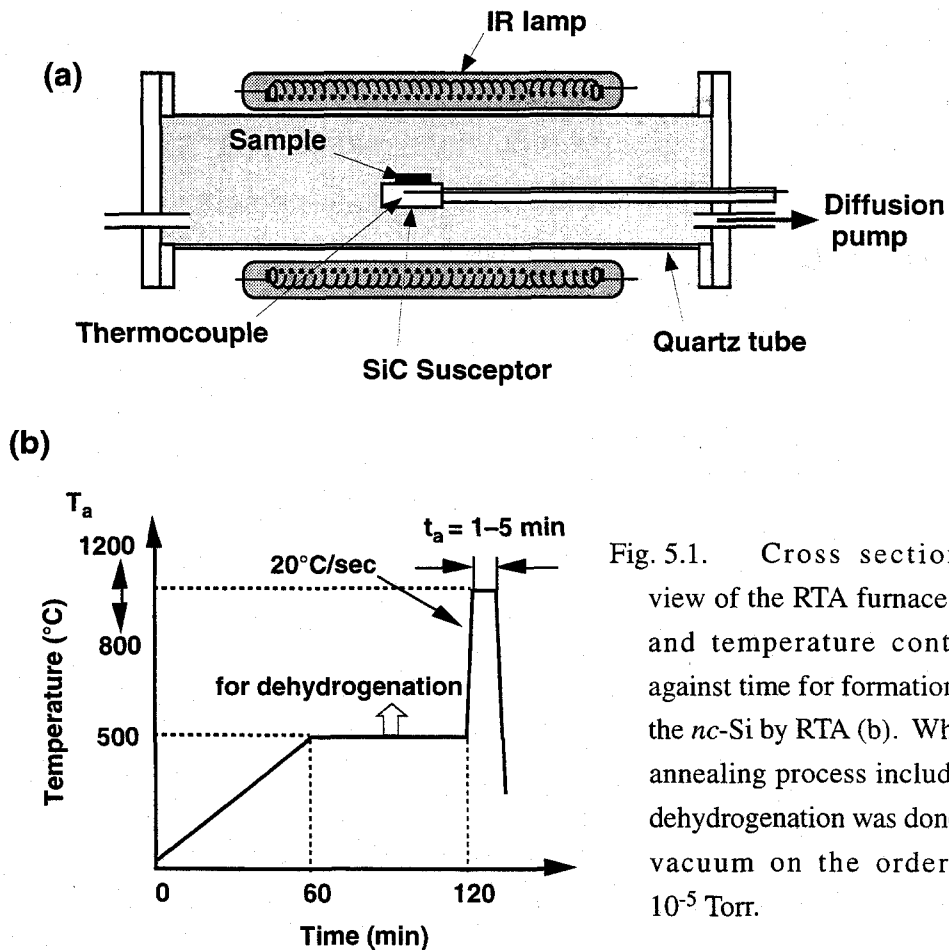 IR lamp
(a)
Sample
Diffusion
pump
Thermocouple
SiC Susceptor
Quartz tube
(b)
T_a
t_a = 1–5 min
1200
20°C/sec
800
for dehydrogenation
500
Temperature (°C)
0
60
120
Time (min)
Fig. 5.1. Cross section
view of the RTA furnace
and temperature cont
against time for formation
the nc-Si by RTA (b). Wh
annealing process includ
dehydrogenation was don
vacuum on the order
10^-5 Torr.